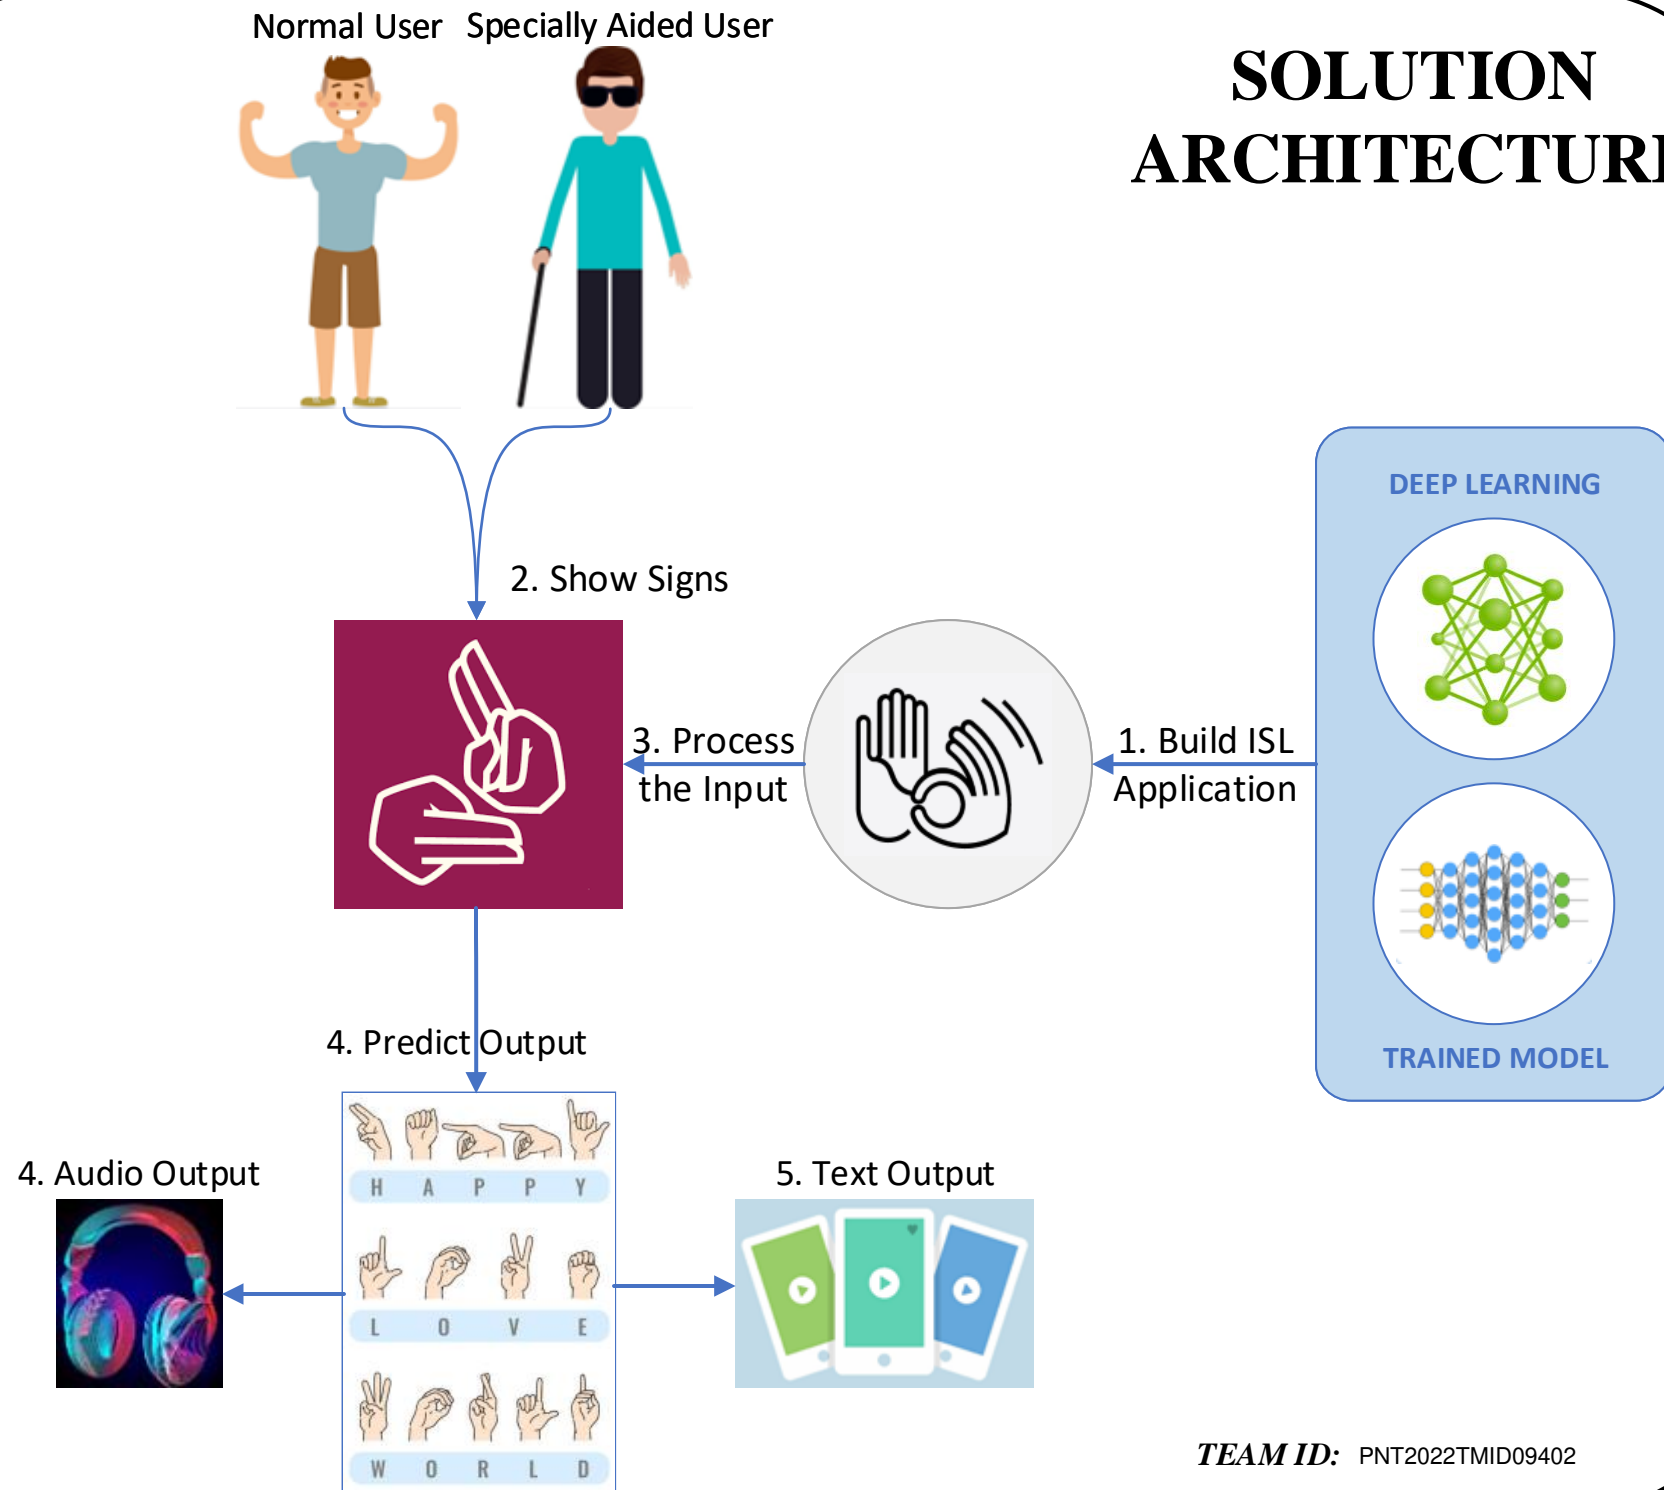 Normal User
Specially Aided User
SOLUTION
ARCHITECTURE
DEEP LEARNING
2. Show Signs
3. Process
the Input
1. Build ISL
Application
TRAINED MODEL
4. Predict Output
4. Audio Output
5. Text Output
H A P P Y
L O V E
W O R L D
TEAM ID: PNT2022TMID09402